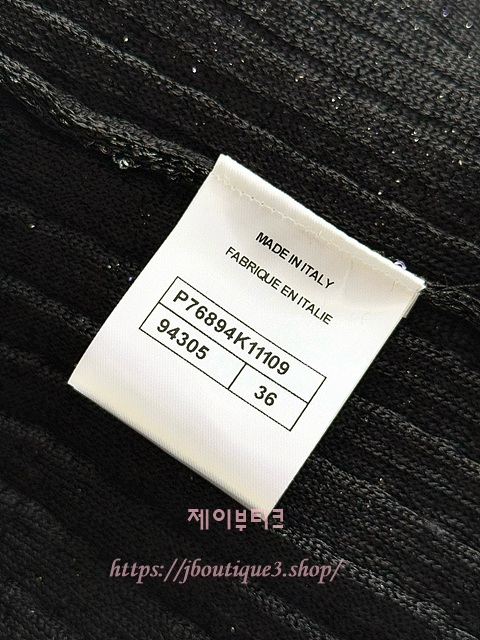 MADE IN ITALY
FABRIQUE EN ITALIE
P76894K11109
94305
36
제이부티크
https://jboutique3.shop/